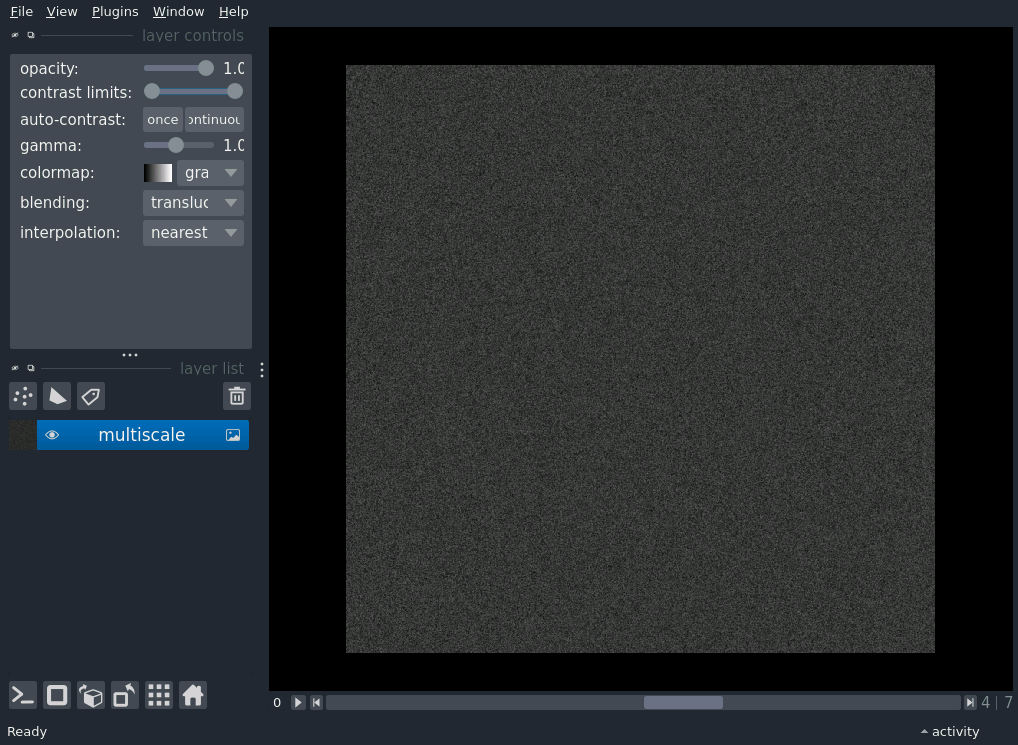 File View Plugins Window Help
layer controls
opacity: 1.0
contrast limits:
auto-contrast: once ontinuou
gamma: 1.0
colormap: gra
blending: transluc
interpolation: nearest
layer list
multiscale
0 4 | 7
Ready activity